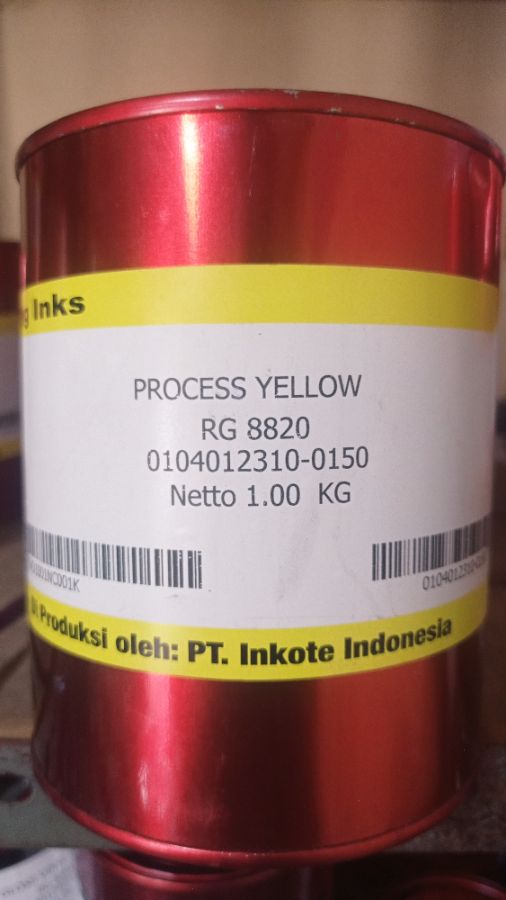 Inks
PROCESS YELLOW
RG 8820
0104012310-0150
Netto 1.00 KG
Di Produksi oleh: PT. Inkote Indonesia